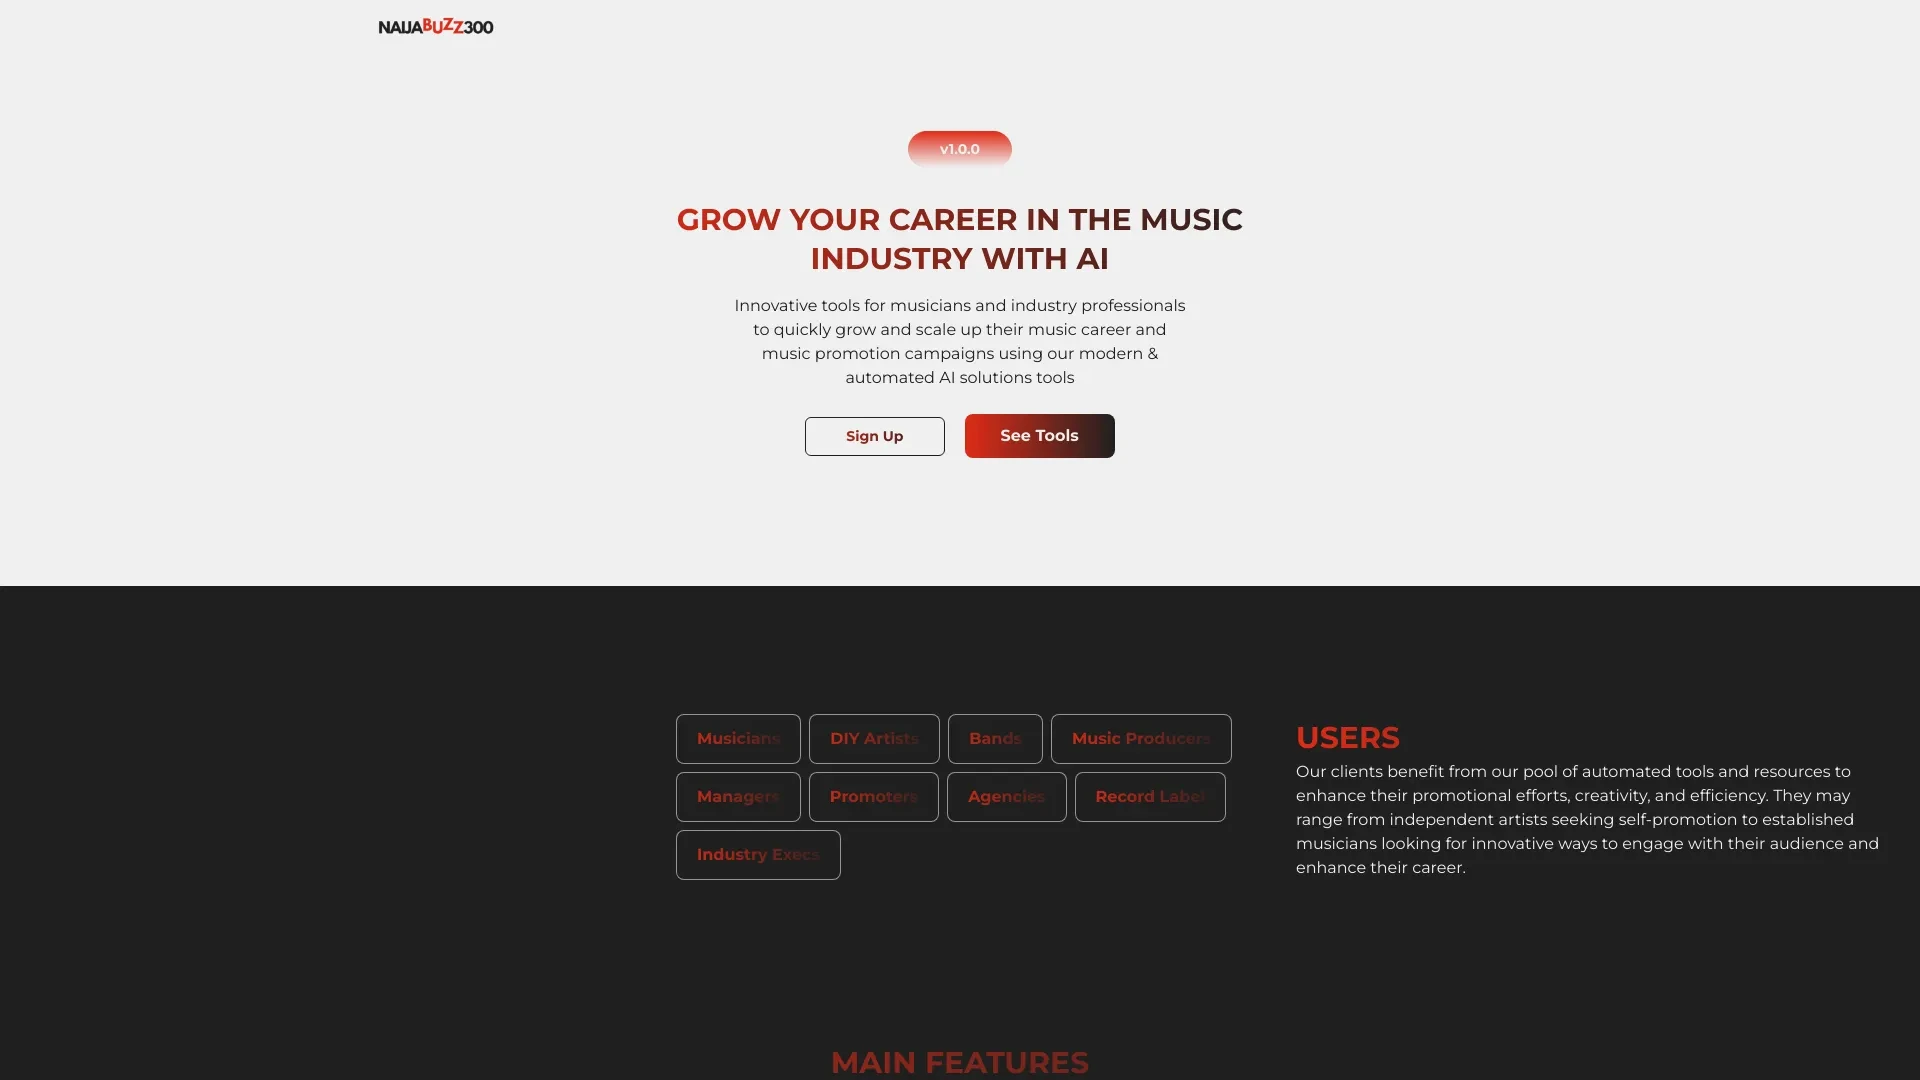 NAIJABUZZ300
v1.0.0
GROW YOUR CAREER IN THE MUSIC
INDUSTRY WITH AI
Innovative tools for musicians and industry professionals
to quickly grow and scale up their music career and
music promotion campaigns using our modern &
automated AI solutions tools
Sign Up
See Tools
Musicians
DIY Artists
Bands
Music Producers
Managers
Promoters
Agencies
Record Label
Industry Execs
USERS
Our clients benefit from our pool of automated tools and resources to
enhance their promotional efforts, creativity, and efficiency. They may
range from independent artists seeking self-promotion to established
musicians looking for innovative ways to engage with their audience and
enhance their career.
MAIN FEATURES